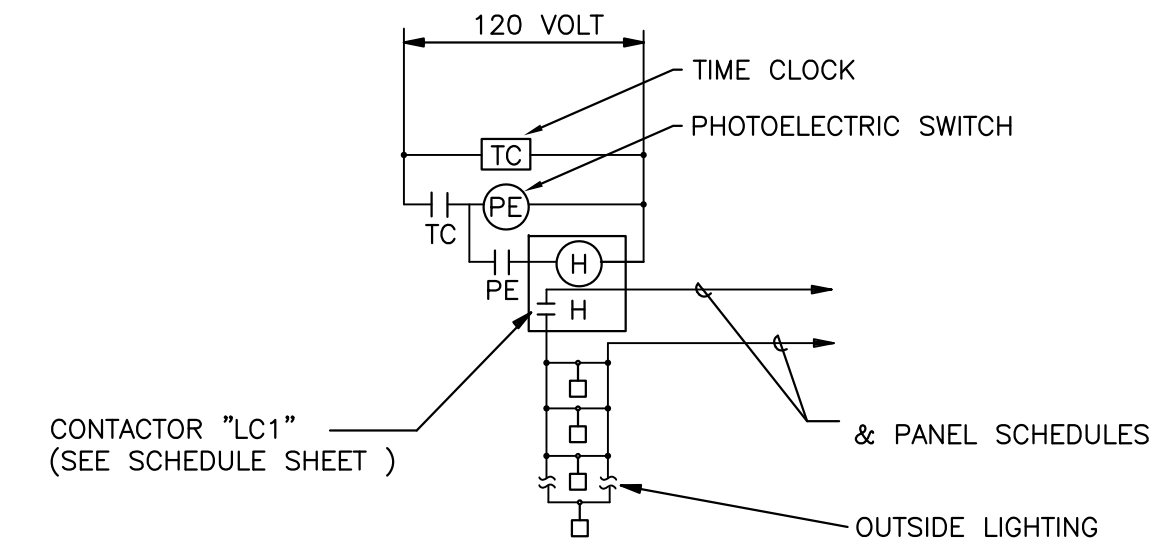 120 VOLT
TIME CLOCK
PHOTOELECTRIC SWITCH
TC
PE
TC
H
PE
H
CONTACTOR "LC1"
(SEE SCHEDULE SHEET )
& PANEL SCHEDULES
OUTSIDE LIGHTING